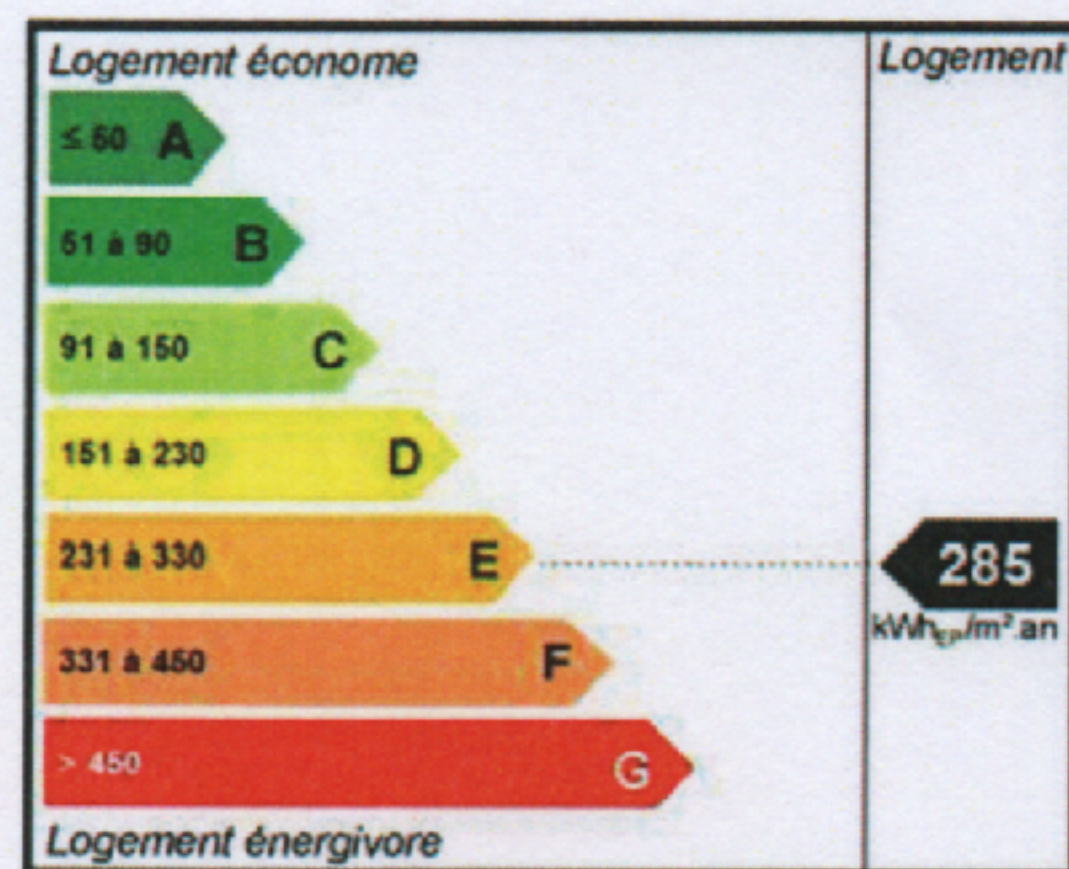 Logement économe
Logement
≤ 50 A
51 à 90 B
91 à 150 C
151 à 230 D
231 à 330 E
285
kWhEP/m².an
331 à 450 F
> 450 G
Logement énergivore